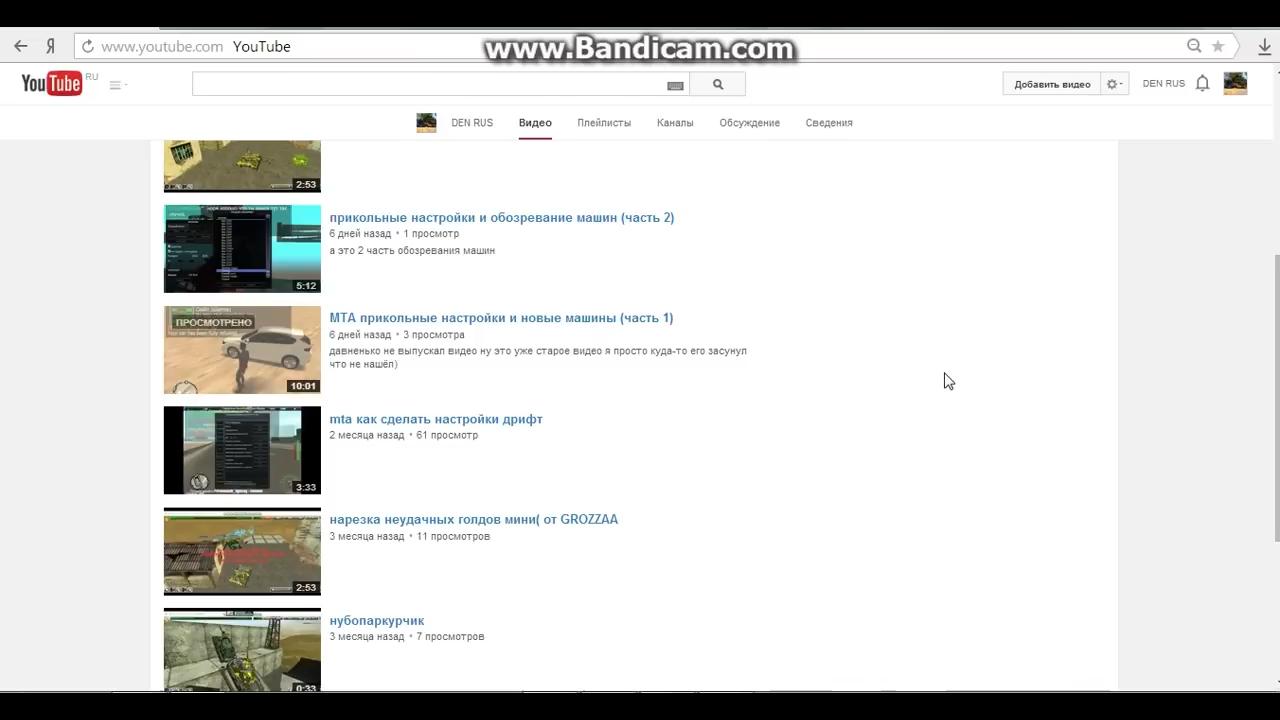 www.youtube.com YouTube
www.Bandicam.com
YouTube RU
Добавить видео
DEN RUS
DEN RUS Видео Плейлисты Каналы Обсуждение Сведения
2:53
прикольные настройки и обозревание машин (часть 2)
6 дней назад • 1 просмотр
а это 2 часть обозревания машин
5:12
ПРОСМОТРЕНО
МТА прикольные настройки и новые машины (часть 1)
6 дней назад • 3 просмотра
давненько не выпускал видео ну это уже старое видео я просто куда-то его засунул
что не нашёл)
10:01
mta как сделать настройки дрифт
2 месяца назад • 61 просмотр
3:33
нарезка неудачных голдов мини( от GROZZAA
3 месяца назад • 11 просмотров
2:53
нубопаркурчик
3 месяца назад • 7 просмотров
0:33